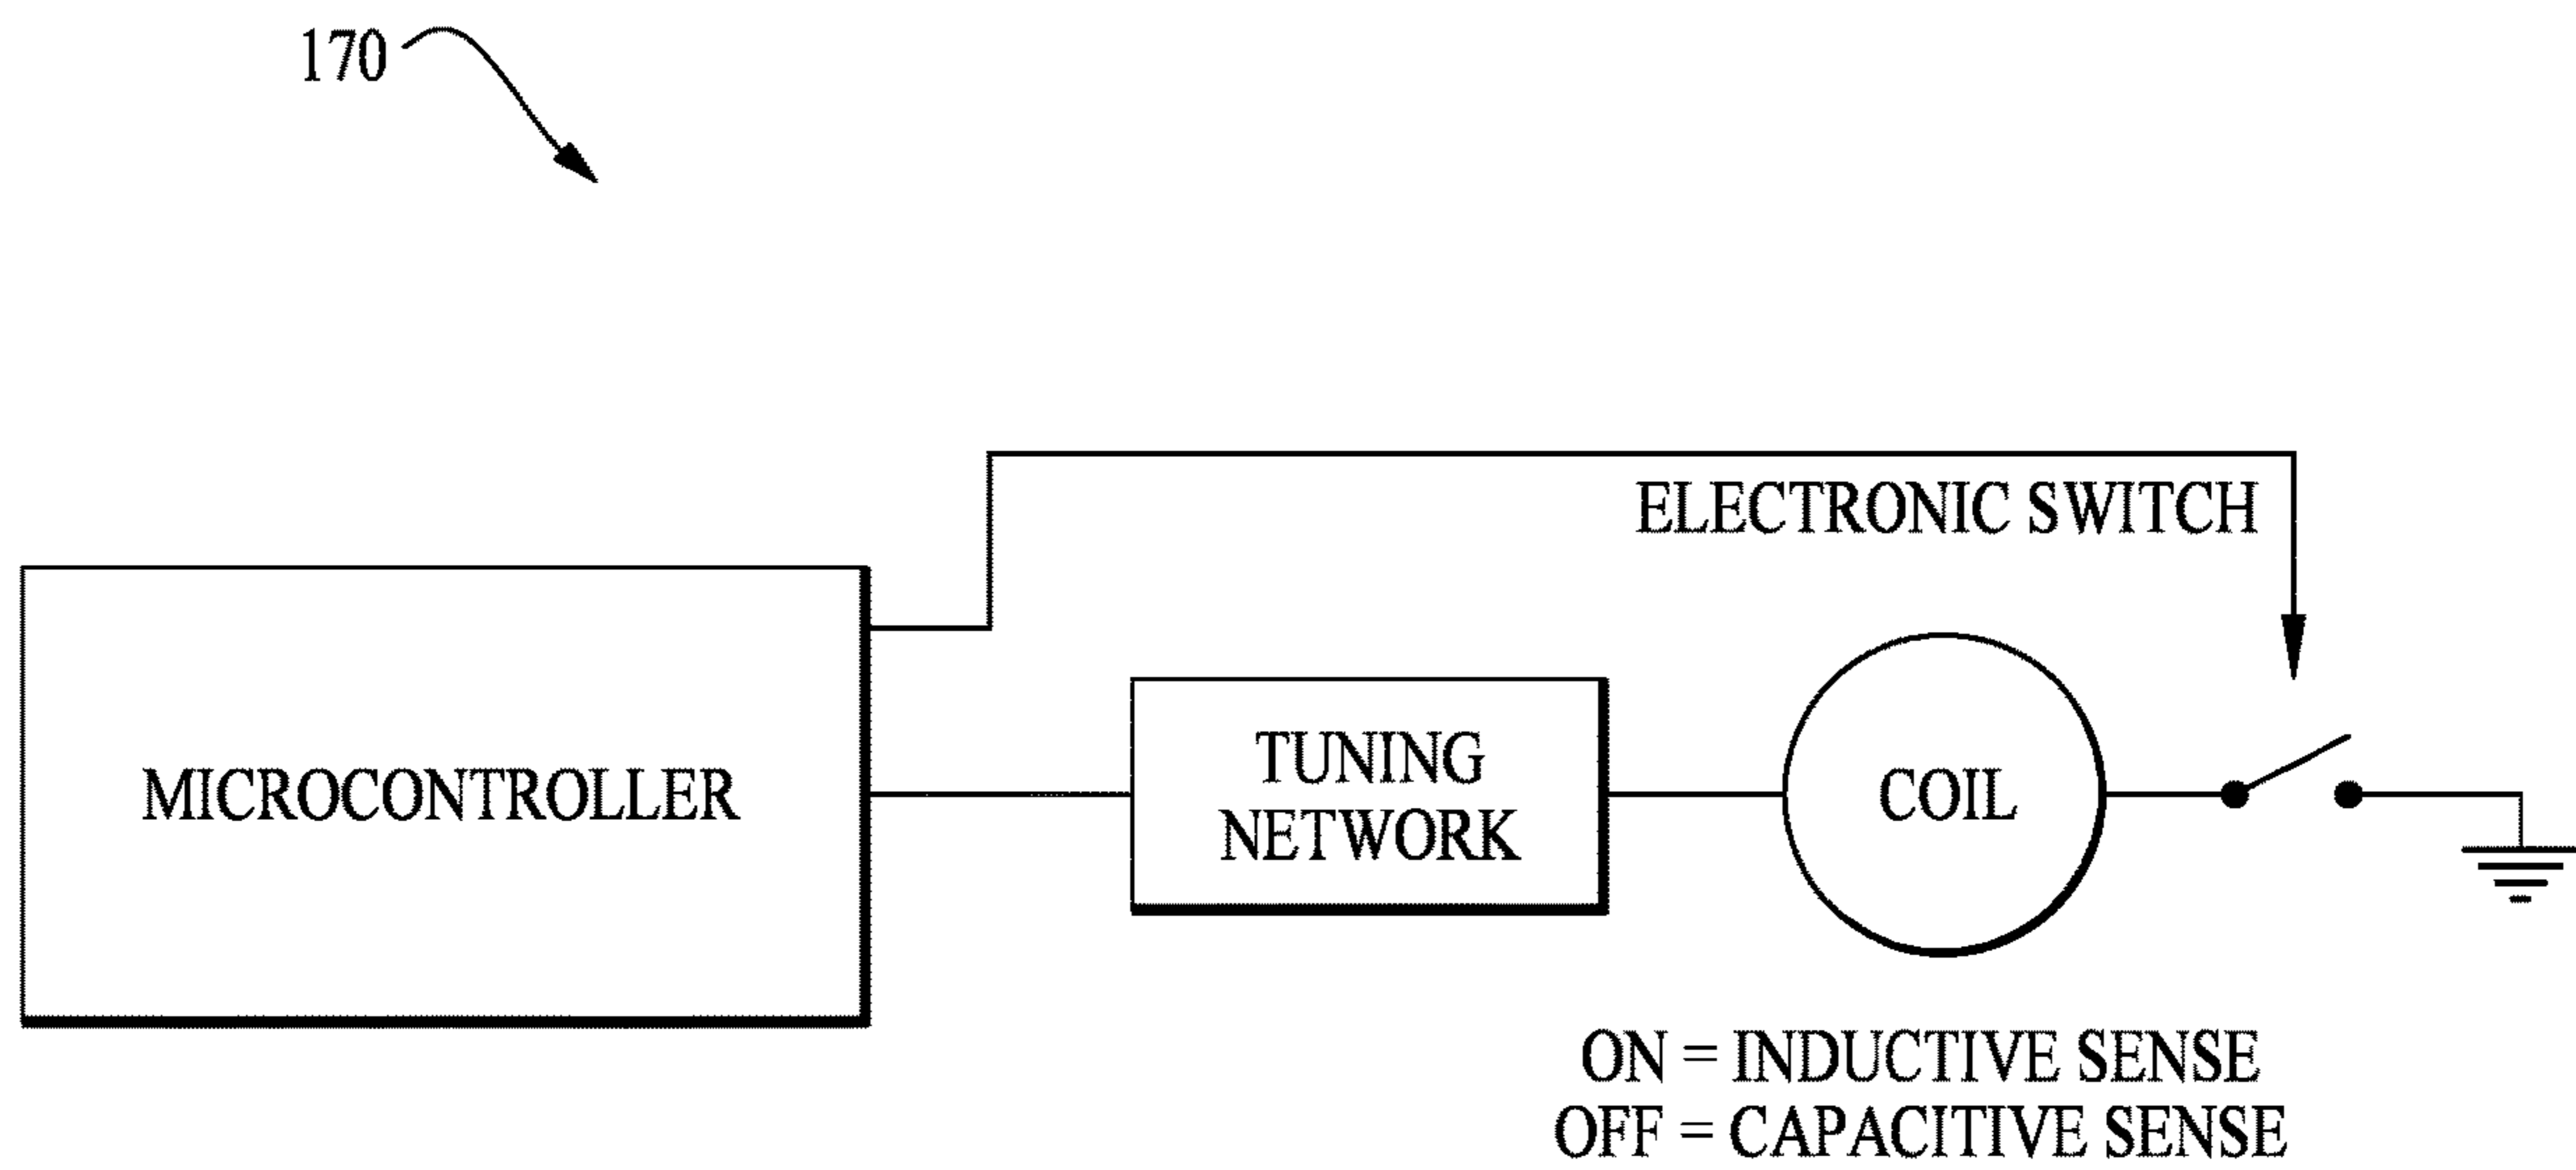 170
ELECTRONIC SWITCH
MICROCONTROLLER
TUNING
NETWORK
COIL
ON = INDUCTIVE SENSE
OFF = CAPACITIVE SENSE